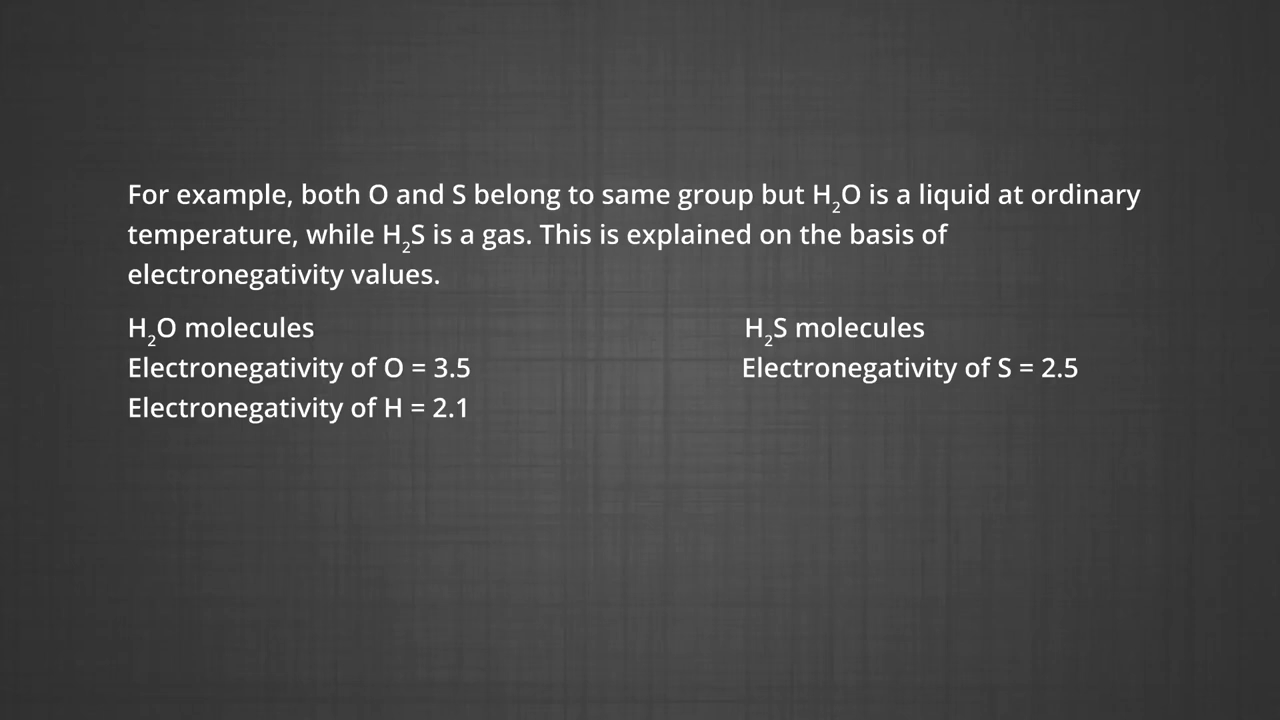 For example, both O and S belong to same group but H₂O is a liquid at ordinary
temperature, while H₂S is a gas. This is explained on the basis of
electronegativity values.
H₂O molecules
H₂S molecules
Electronegativity of O = 3.5
Electronegativity of S = 2.5
Electronegativity of H = 2.1